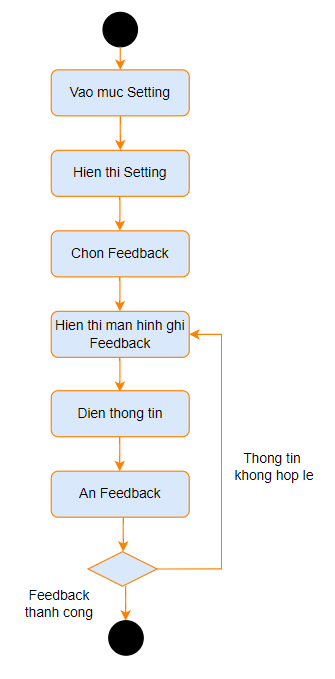 Vao muc Setting
Hien thi Setting
Chon Feedback
Hien thi man hinh ghi
Feedback
Dien thong tin
An Feedback
Thong tin
khong hop le
Feedback
thanh cong